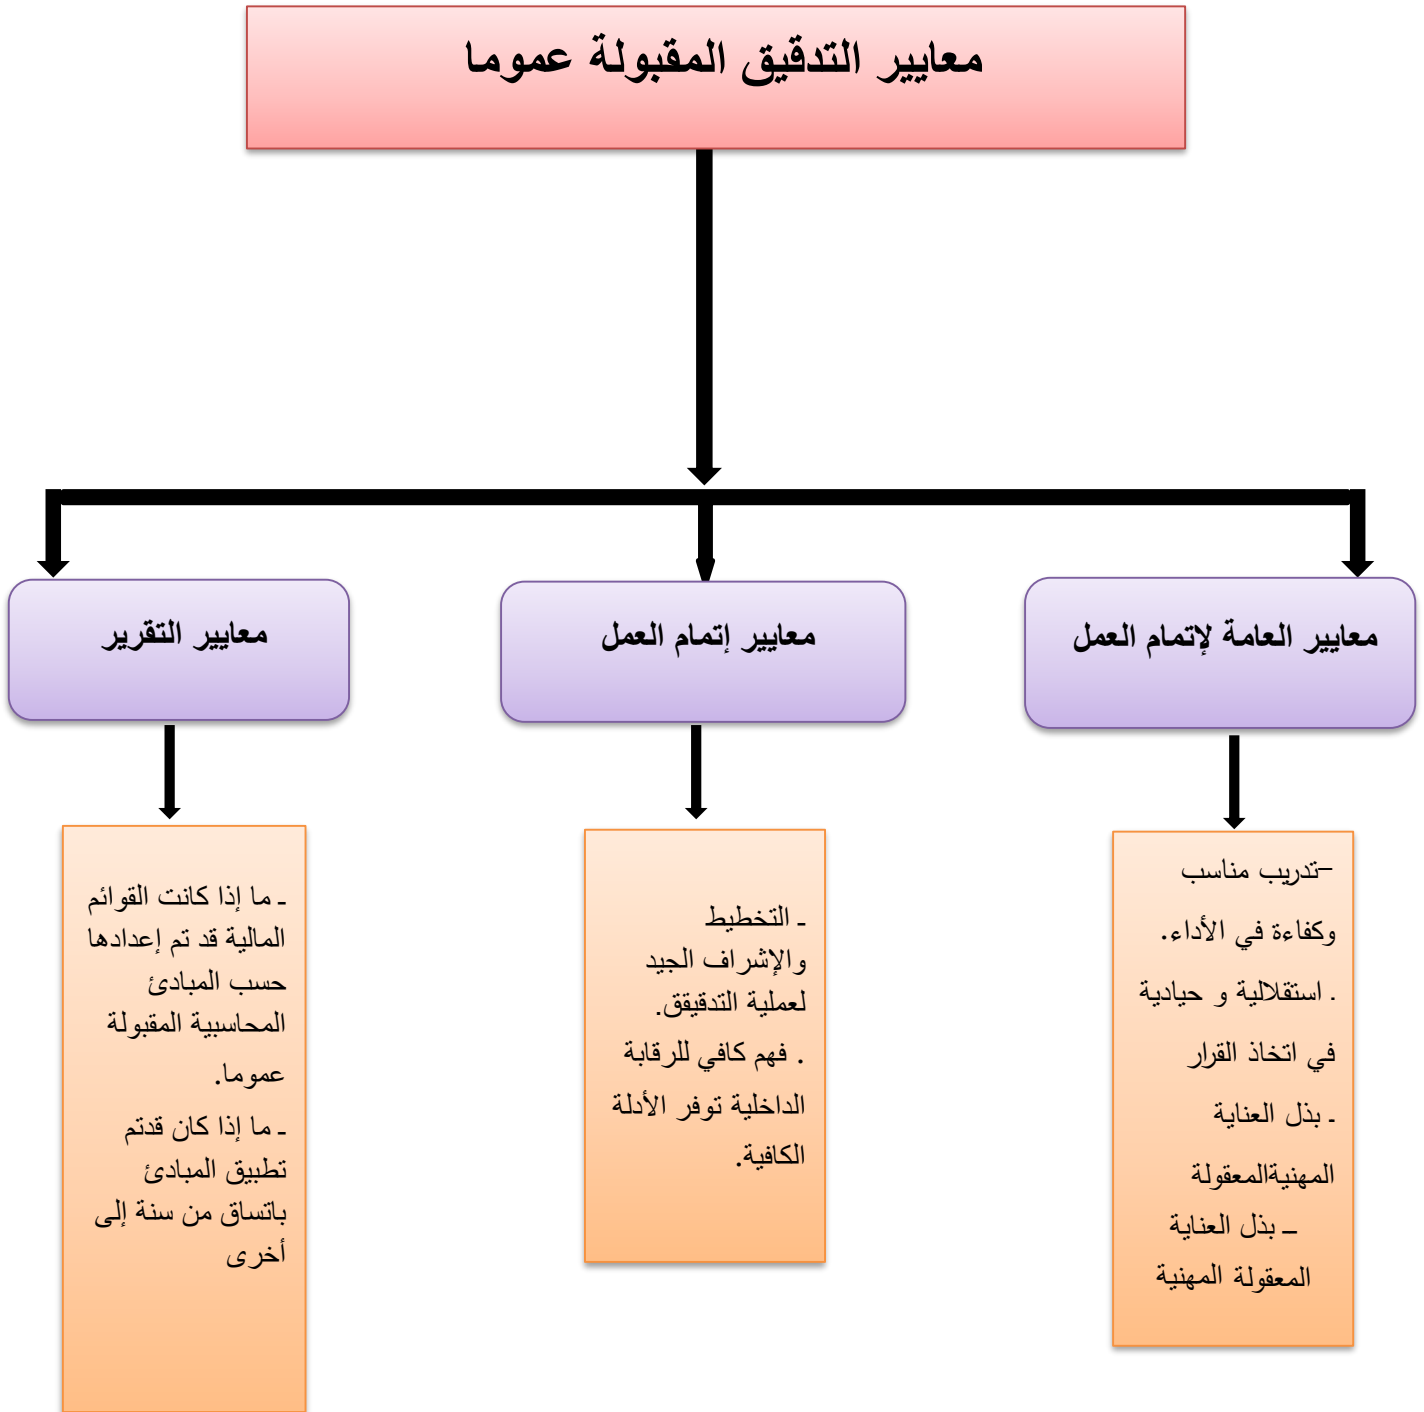 معايير التدقيق المقبولة عموما
معايير العامة لإتمام العمل
معايير إتمام العمل
معايير التقرير
–تدريب مناسب
وكفاءة في الأداء.
. استقلالية و حيادية
في اتخاذ القرار
ـ بذل العناية
المهنيةالمعقولة
ــ بذل العناية
المعقولة المهنية
ـ التخطيط
والإشراف الجيد
لعملية التدقيقق.
. فهم كافي للرقابة
الداخلية توفر الأدلة
الكافية.
ـ ما إذا كانت القوائم
المالية قد تم إعدادها
حسب المبادئ
المحاسبية المقبولة
عموما.
ـ ما إذا كان قدتم
تطبيق المبادئ
باتساق من سنة إلى
أخرى